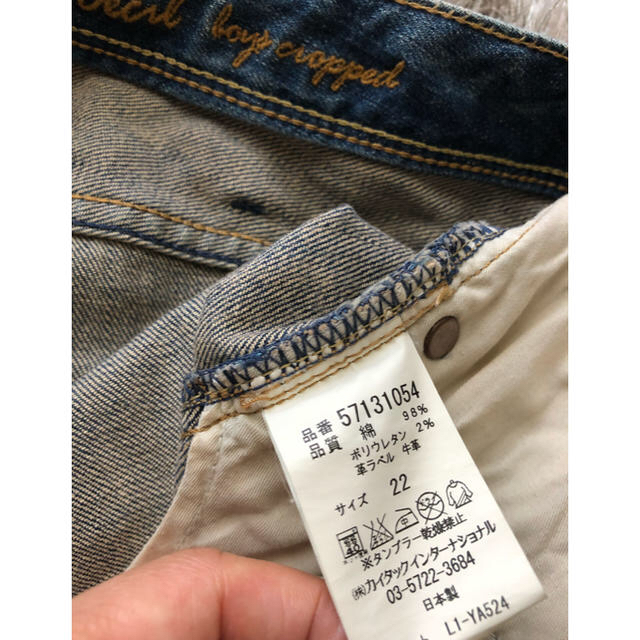 Cecil boys cropped
品番 57131054
品質 綿 98%
ポリウレタン 2%
革ラベル 牛革
サイズ 22
※タンブラー乾燥禁止
㈱カイタックインターナショナル
03-5722-3684
日本製
L1-YA524